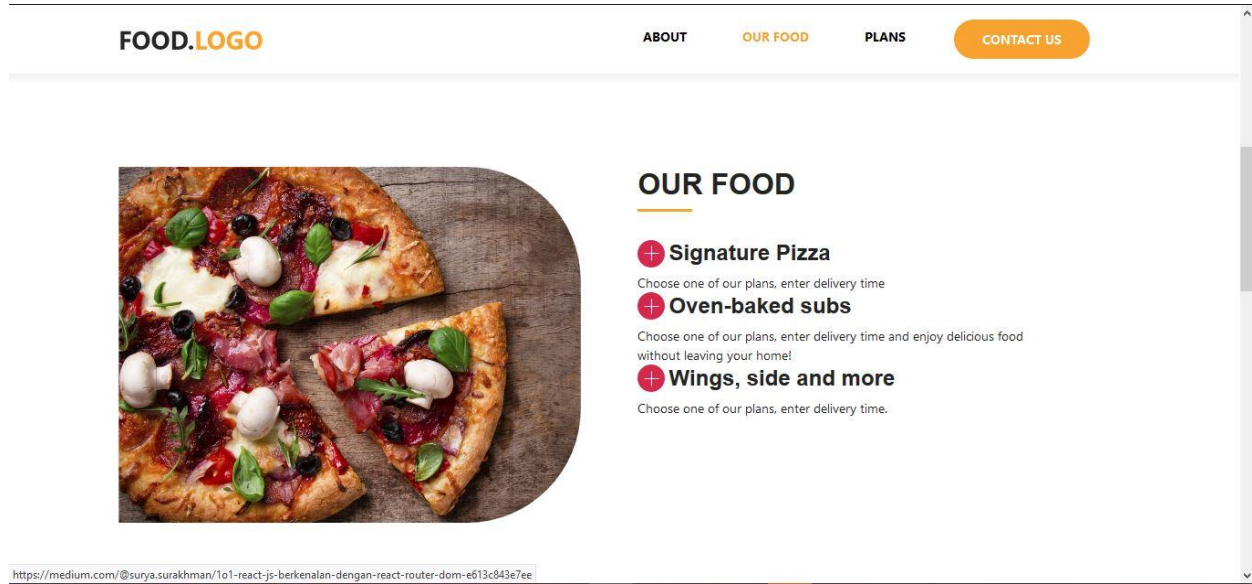 FOOD.LOGO
ABOUT
OUR FOOD
PLANS
CONTACT US
OUR FOOD
Signature Pizza
Choose one of our plans, enter delivery time
Oven-baked subs
Choose one of our plans, enter delivery time and enjoy delicious food
without leaving your home!
Wings, side and more
Choose one of our plans, enter delivery time.
https://medium.com/@surya.surakhman/1o1-react-js-berkenalan-dengan-react-router-dom-e613c843e7ee